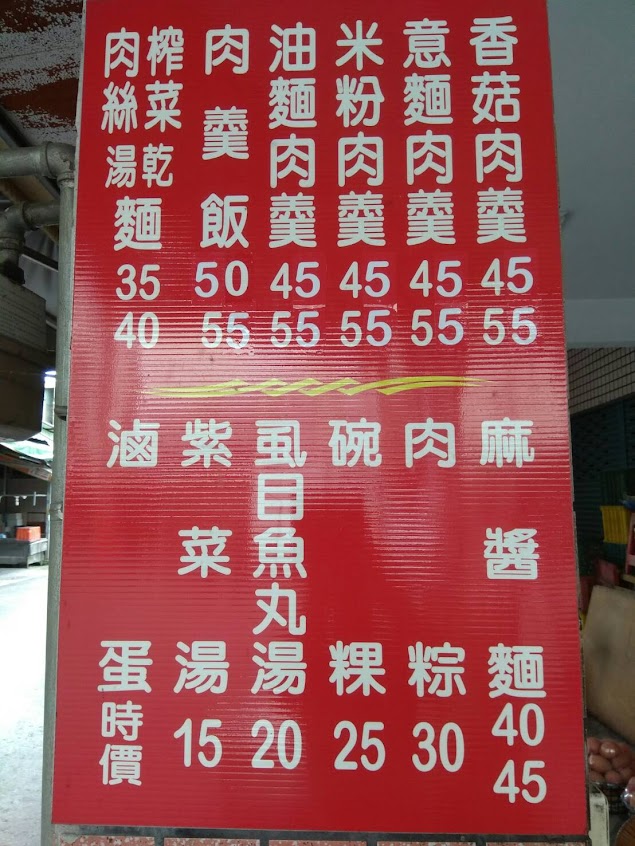 香菇肉羹 45 55
意麵肉羹 45 55
米粉肉羹 45 55
油麵肉羹 45 55
肉羹飯 50 55
榨菜肉絲湯乾麵 35 40
麻醬麵 40 45
肉粽 30
碗粿 25
虱目魚丸湯 20
紫菜湯 15
滷蛋時價